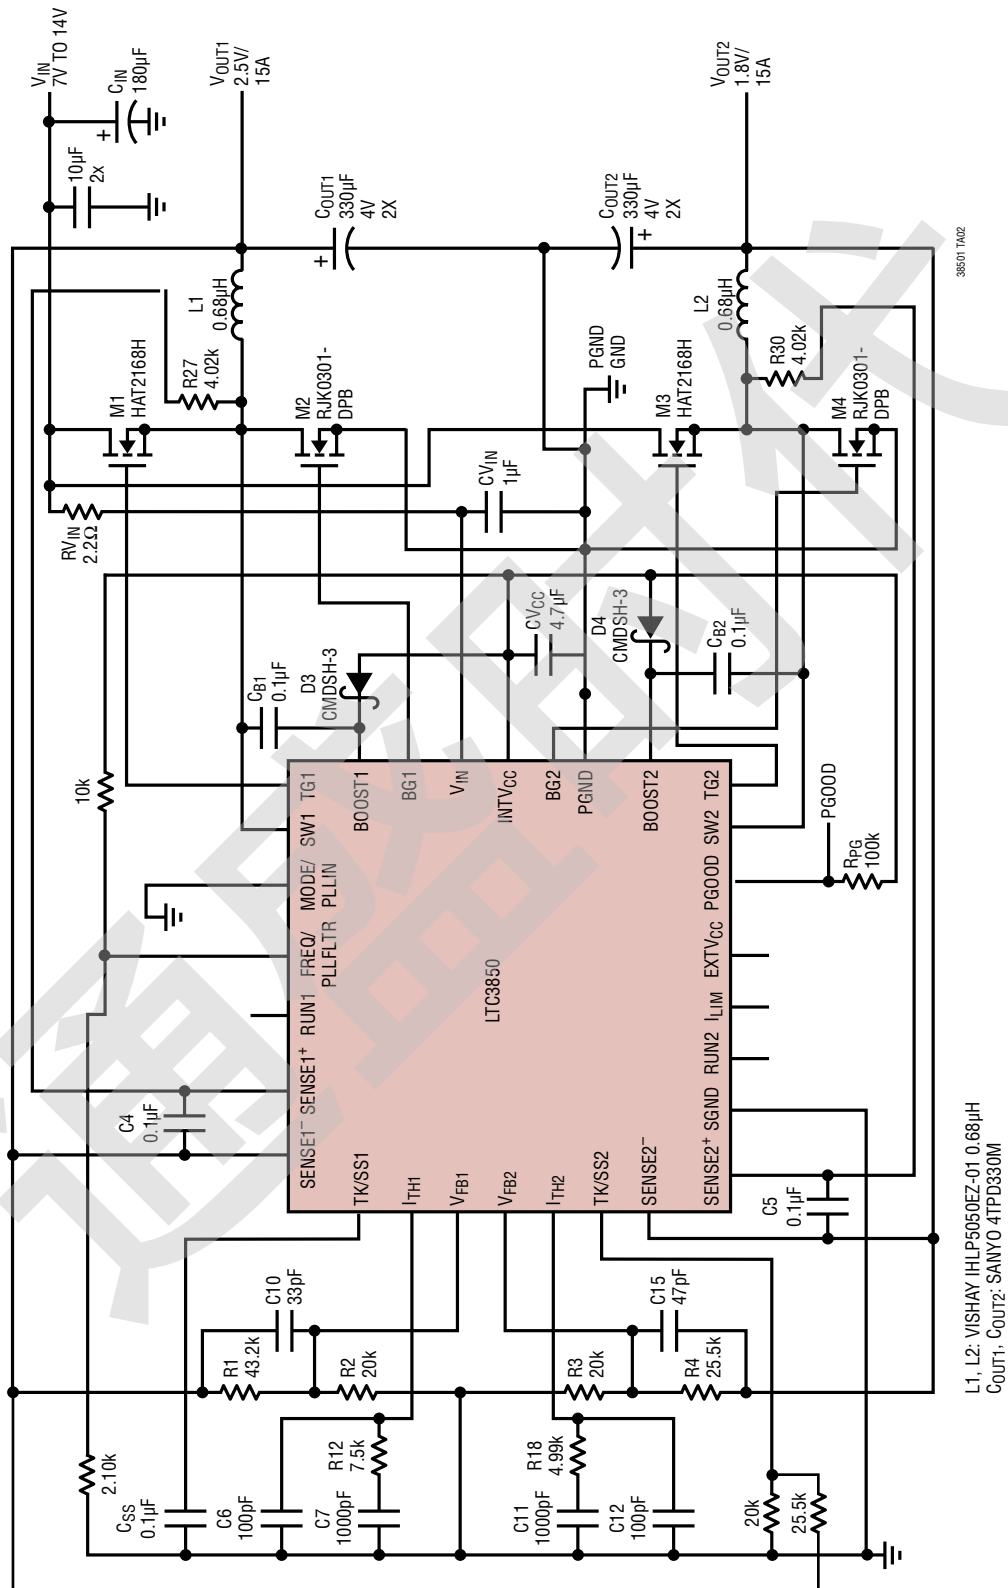 VIN
7V TO 14V
CIN
180µF
+
10µF
2x
VOUT1
2.5V/
15A
VOUT2
1.8V/
15A
COUT1
330µF
4V
2X
+
COUT2
330µF
4V
2X
+
38501 TA02
L1
0.68µH
L2
0.68µH
M1
HAT2168H
R27
4.02k
M2
RJK0301-
DPB
PGND
GND
M3
HAT2168H
R30
4.02k
M4
RJK0301-
DPB
RVIN
2.2Ω
CVIN
1µF
CB1
0.1µF
D3
CMDSH-3
CVCC
4.7µF
D4
CMDSH-3
CB2
0.1µF
10k
SW1 TG1
BOOST1
BG1
VIN
INTVCC
BG2
PGND
BOOST2
SW2 TG2
MODE/
PLLIN
FREQ/
PLLFLTR
RUN1
SENSE1+
SENSE1–
LTC3850
PGOOD
EXTVCC
ILIM
RUN2
SGND
SENSE2+
PGOOD
RPG
100k
C4
0.1µF
TK/SS1
ITH1
VFB1
VFB2
ITH2
TK/SS2
SENSE2–
C5
0.1µF
C10
33pF
C15
47pF
R1
43.2k
R2
20k
R3
20k
R4
25.5k
2.10k
CSS
0.1µF
C6
100pF
R12
7.5k
C7
1000pF
R18
4.99k
C11
1000pF
C12
100pF
20k
25.5k
L1, L2: VISHAY IHLP5050EZ-01 0.68µH
COUT1, COUT2: SANYO 4TPD330M